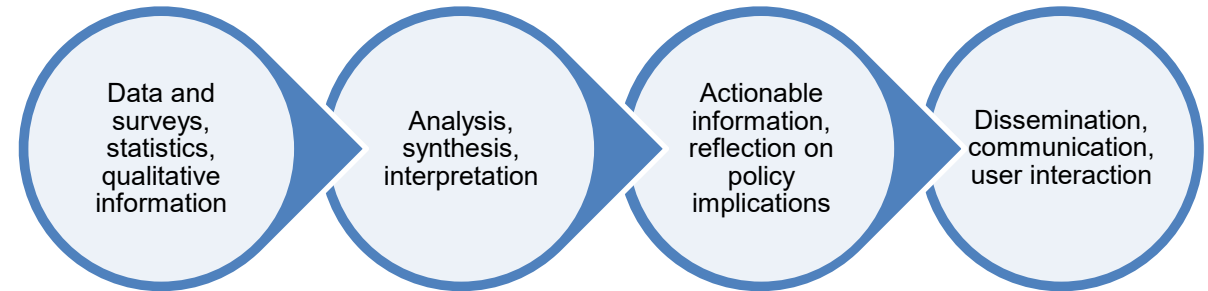 Data and
surveys,
statistics,
qualitative
information
Analysis,
synthesis,
interpretation
Actionable
information,
reflection on
policy
implications
Dissemination,
communication,
user interaction